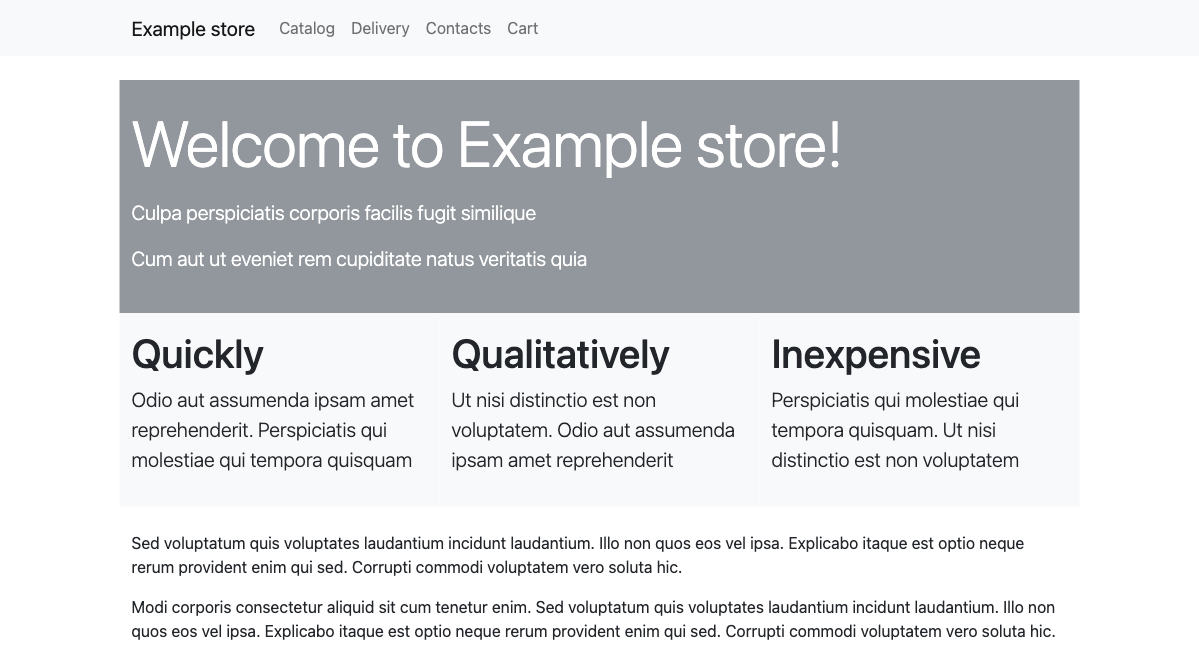 Example store Catalog Delivery Contacts Cart
Welcome to Example store!
Culpa perspiciatis corporis facilis fugit similique
Cum aut ut eveniet rem cupiditate natus veritatis quia
Quickly
Odio aut assumenda ipsam amet
reprehenderit. Perspiciatis qui
molestiae qui tempora quisquam
Qualitatively
Ut nisi distinctio est non
voluptatem. Odio aut assumenda
ipsam amet reprehenderit
Inexpensive
Perspiciatis qui molestiae qui
tempora quisquam. Ut nisi
distinctio est non voluptatem
Sed voluptatum quis voluptates laudantium incidunt laudantium. Illo non quos eos vel ipsa. Explicabo itaque est optio neque
rerum provident enim qui sed. Corrupti commodi voluptatem vero soluta hic.
Modi corporis consectetur aliquid sit cum tenetur enim. Sed voluptatum quis voluptates laudantium incidunt laudantium. Illo non
quos eos vel ipsa. Explicabo itaque est optio neque rerum provident enim qui sed. Corrupti commodi voluptatem vero soluta hic.